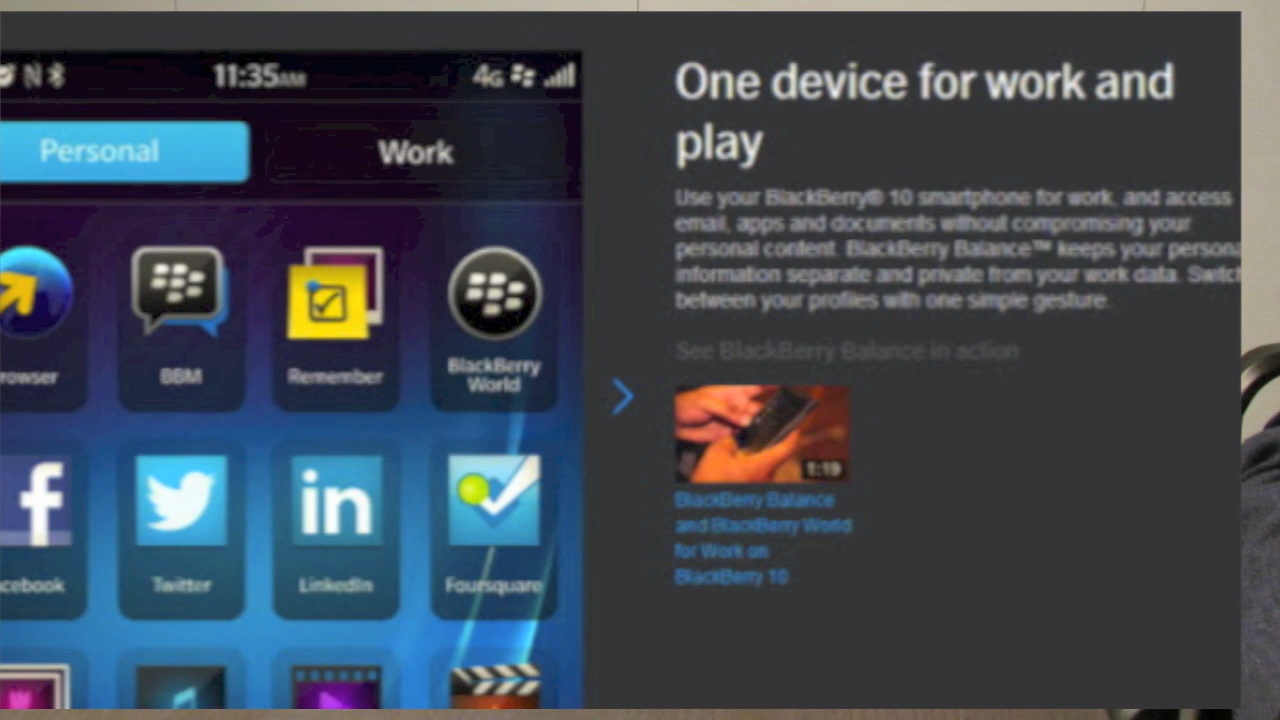 11:35AM
4G
Personal
Work
rowser
BBM
Remember
BlackBerry
World
cebook
Twitter
LinkedIn
Foursquare
One device for work and
play
Use your BlackBerry® 10 smartphone for work, and access
email, apps and documents without compromising your
personal content. BlackBerry Balance™ keeps your persona
information separate and private from your work data. Switch
between your profiles with one simple gesture.
See BlackBerry Balance in action
1:19
BlackBerry Balance
and BlackBerry World
for Work on
BlackBerry 10